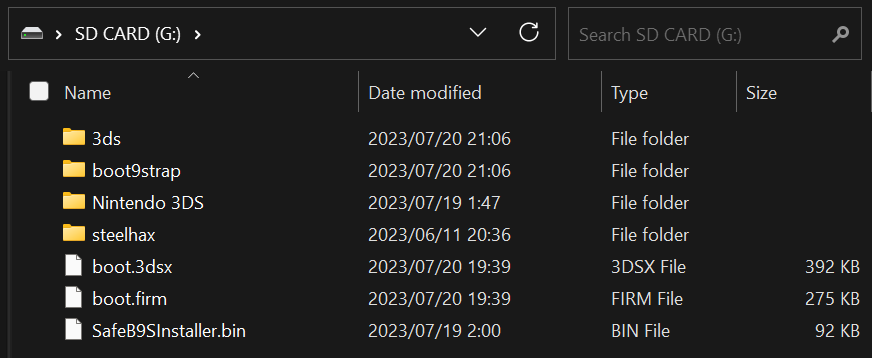 SD CARD (G:)
Search SD CARD (G:)
Name Date modified Type Size
3ds 2023/07/20 21:06 File folder
boot9strap 2023/07/20 21:06 File folder
Nintendo 3DS 2023/07/19 1:47 File folder
steelhax 2023/06/11 20:36 File folder
boot.3dsx 2023/07/20 19:39 3DSX File 392 KB
boot.firm 2023/07/20 19:39 FIRM File 275 KB
SafeB9SInstaller.bin 2023/07/19 2:00 BIN File 92 KB